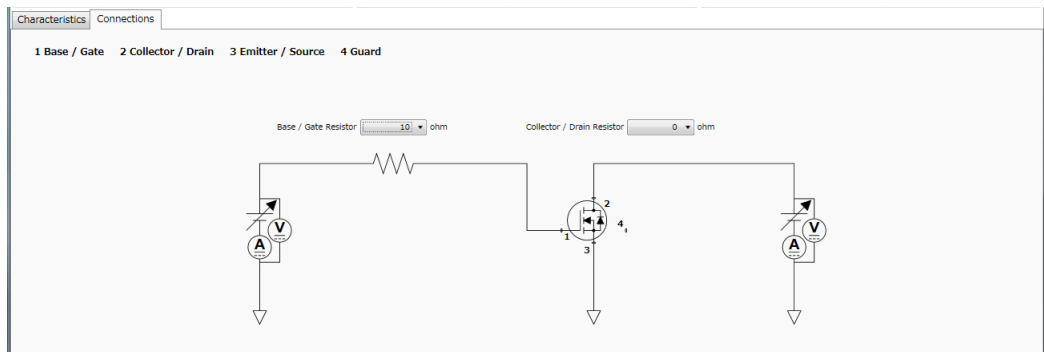 Characteristics Connections
1 Base / Gate 2 Collector / Drain 3 Emitter / Source 4 Guard
Base / Gate Resistor 10 ohm Collector / Drain Resistor 0 ohm
2
V 4 V
1
A 3 A